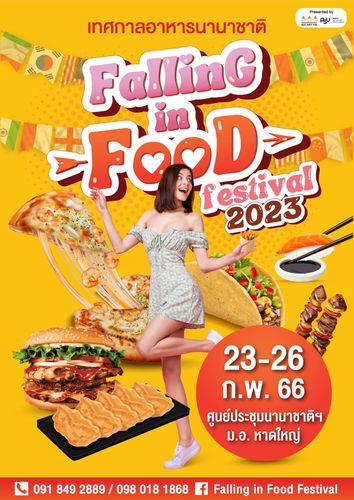 Presented by
PSU
เทศกาลอาหารนานาชาติ
Falling
in
FOOD
festival
2023
23-26
ก.พ. 66
ศูนย์ประชุมนานาชาติฯ
ม.อ. หาดใหญ่
091 849 2889 / 098 018 1868 Falling in Food Festival